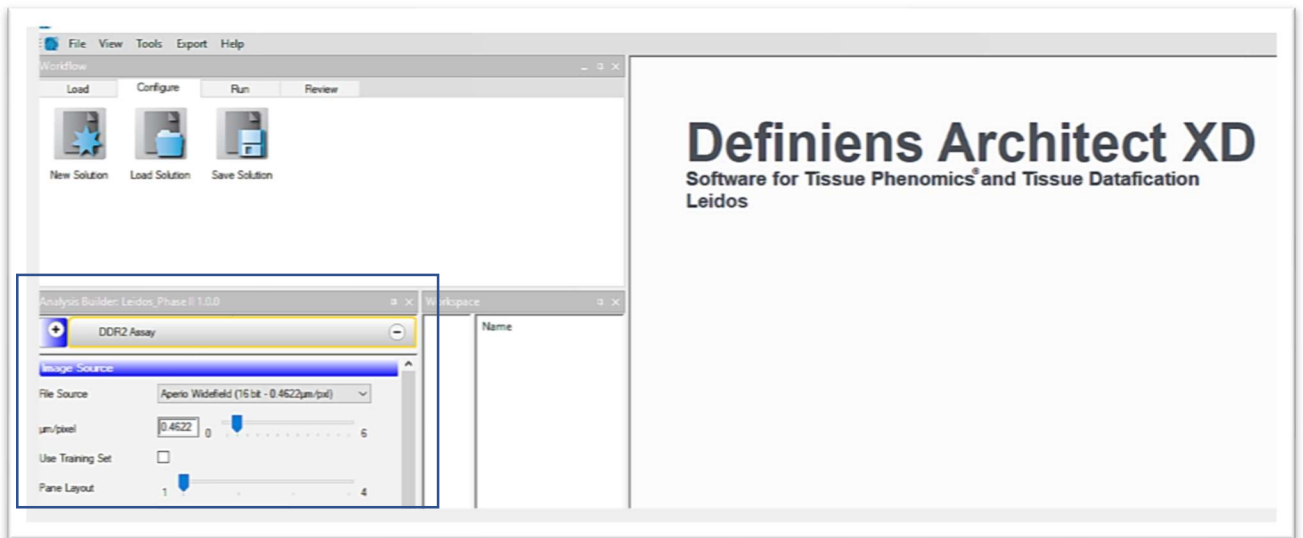 File View Tools Export Help
Workflow
Load Configure Run Review
New Solution Load Solution Save Solution
Definiens Architect XD
Software for Tissue Phenomics® and Tissue Datafication
Leidos
Analysis Builder: Leidos_Phase II 1.0.0
Workspace
DDR2 Assay
Name
Image Source
File Source Aperio Widefield (16 bit - 0.4622µm/pxl)
µm/pixel 0.4622 0 6
Use Training Set
Pane Layout 1 4